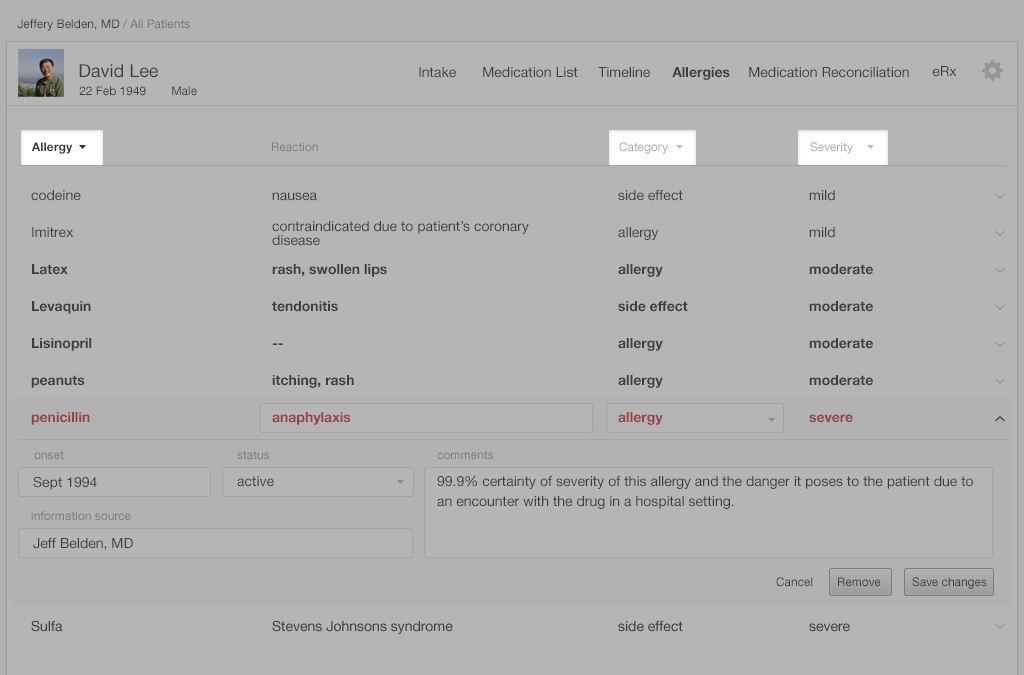 Jeffery Belden, MD / All Patients
David Lee
22 Feb 1949 Male
Intake Medication List Timeline Allergies Medication Reconciliation eRx
Allergy Reaction Category Severity
codeine nausea side effect mild
Imitrex contraindicated due to patient's coronary disease allergy mild
Latex rash, swollen lips allergy moderate
Levaquin tendonitis side effect moderate
Lisinopril -- allergy moderate
peanuts itching, rash allergy moderate
penicillin anaphylaxis allergy severe
onset status comments
Sept 1994 active 99.9% certainty of severity of this allergy and the danger it poses to the patient due to
an encounter with the drug in a hospital setting.
information source
Jeff Belden, MD
Cancel Remove Save changes
Sulfa Stevens Johnsons syndrome side effect severe